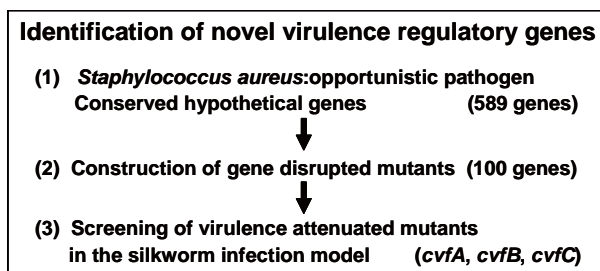 Identification of novel virulence regulatory genes
(1) Staphylococcus aureus:opportunistic pathogen
Conserved hypothetical genes (589 genes)
(2) Construction of gene disrupted mutants (100 genes)
(3) Screening of virulence attenuated mutants
in the silkworm infection model (cvfA, cvfB, cvfC)